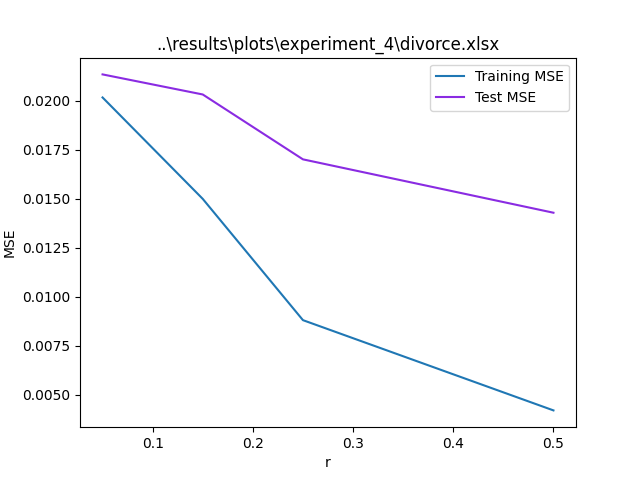 ..\results\plots\experiment_4\divorce.xlsx
Training MSE
Test MSE
0.0200
0.0175
0.0150
0.0125
0.0100
0.0075
0.0050
MSE
0.1
0.2
0.3
0.4
0.5
r